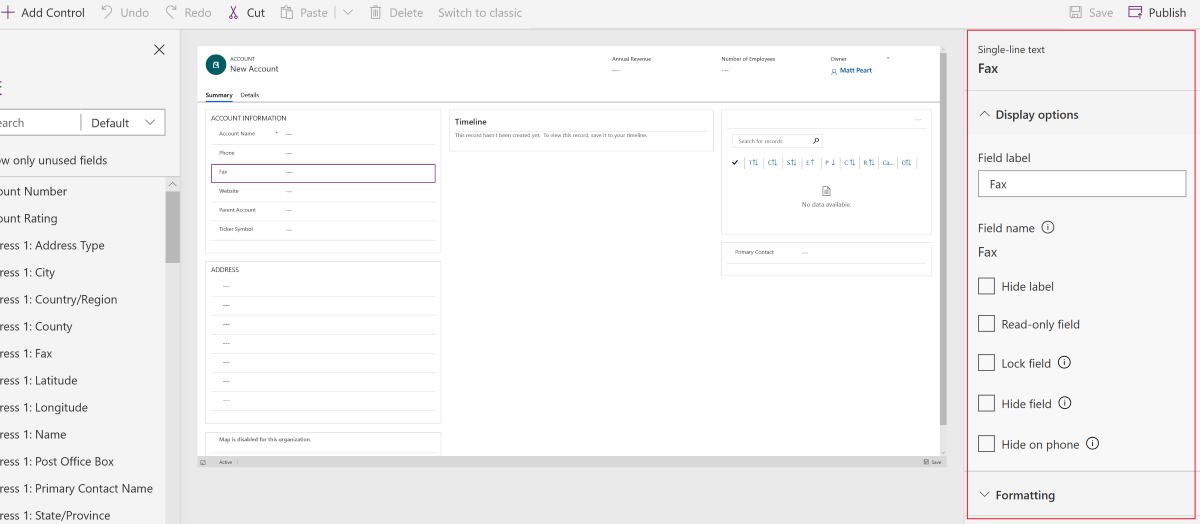 Add Control Undo Redo Cut Paste Delete Switch to classic Save Publish
earch Default
ow only unused fields
ount Number
ount Rating
ress 1: Address Type
ress 1: City
ress 1: Country/Region
ress 1: County
ress 1: Fax
ress 1: Latitude
ress 1: Longitude
ress 1: Name
ress 1: Post Office Box
ress 1: Primary Contact Name
ress 1: State/Province
ACCOUNT
New Account
Annual Revenue
---
Number of Employees
---
Owner *
Matt Peart
Summary Details
ACCOUNT INFORMATION
Account Name * ---
Phone ---
Fax ---
Website ---
Parent Account ---
Ticker Symbol ---
ADDRESS
---
---
---
---
---
---
---
Map is disabled for this organization.
Timeline
This record hasn't been created yet. To view this record, save it to your timeline.
Search for records
T↑↓ C↑↓ S↑↓ E↑ P↓ C↑↓ R↑↓ Ca... O↑↓
No data available.
Primary Contact ---
Active Save
Single-line text
Fax
Display options
Field label
Fax
Field name
Fax
Hide label
Read-only field
Lock field
Hide field
Hide on phone
Formatting